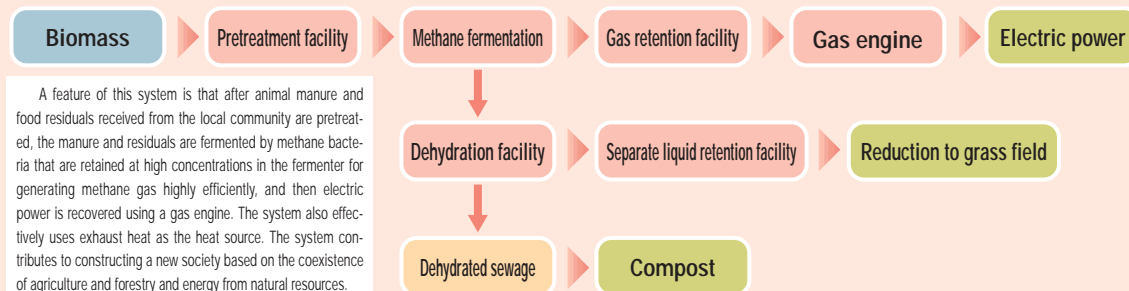 Biomass
Pretreatment facility
Methane fermentation
Gas retention facility
Gas engine
Electric power
A feature of this system is that after animal manure and
food residuals received from the local community are pretreat-
ed, the manure and residuals are fermented by methane bacte-
ria that are retained at high concentrations in the fermenter for
generating methane gas highly efficiently, and then electric
power is recovered using a gas engine. The system also effec-
tively uses exhaust heat as the heat source. The system con-
tributes to constructing a new society based on the coexistence
of agriculture and forestry and energy from natural resources.
Dehydration facility
Separate liquid retention facility
Reduction to grass field
Dehydrated sewage
Compost